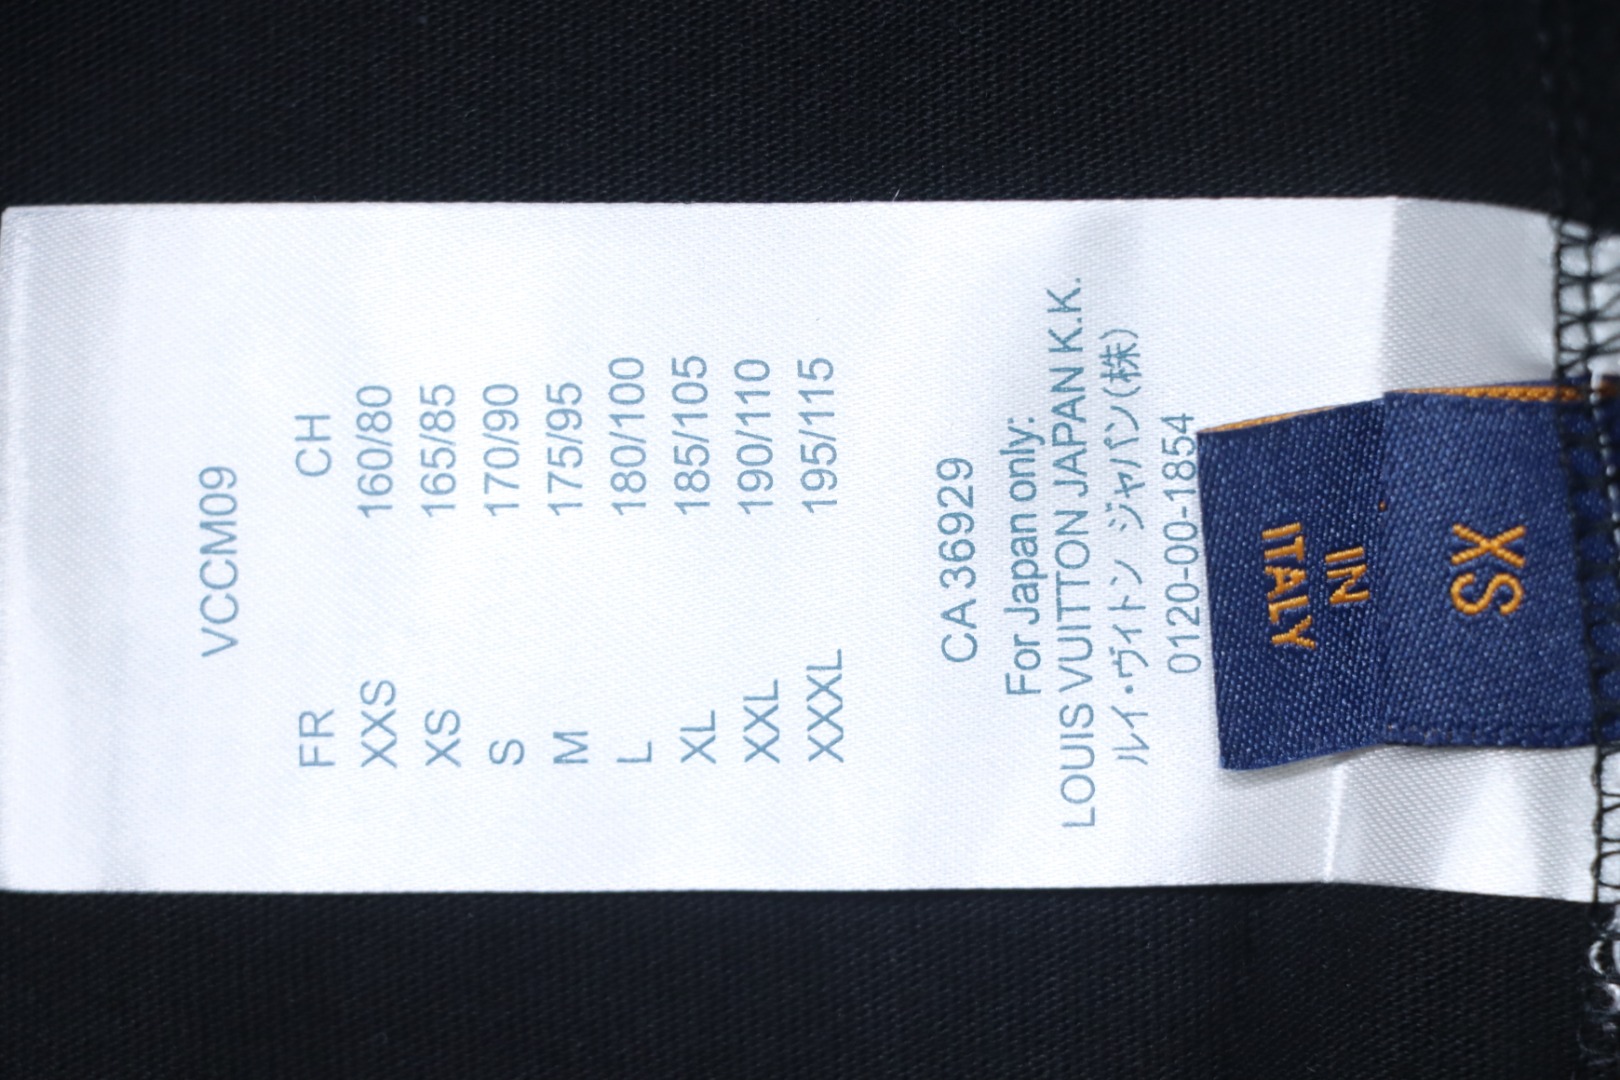 VCCM09
FR CH
XXS 160/80
XS 165/85
S 170/90
M 175/95
L 180/100
XL 185/105
XXL 190/110
XXXL 195/115
CA 36929
For Japan only:
LOUIS VUITTON JAPAN K.K.
ルイ・ヴィトン ジャパン(株)
0120-00-1854
XS
IN
ITALY